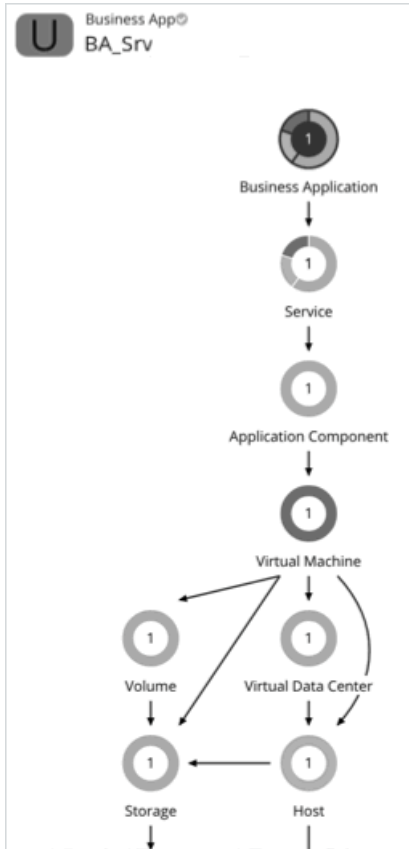 U
Business App
BA_Srv
1
Business Application
1
Service
1
Application Component
1
Virtual Machine
1
1
Volume
Virtual Data Center
1
1
Storage
Host